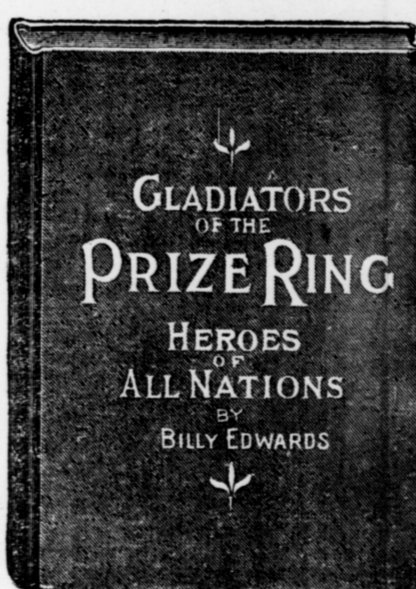 GLADIATORS
OF THE
PRIZE RING
HEROES
OF
ALL NATIONS
BY
BILLY EDWARDS